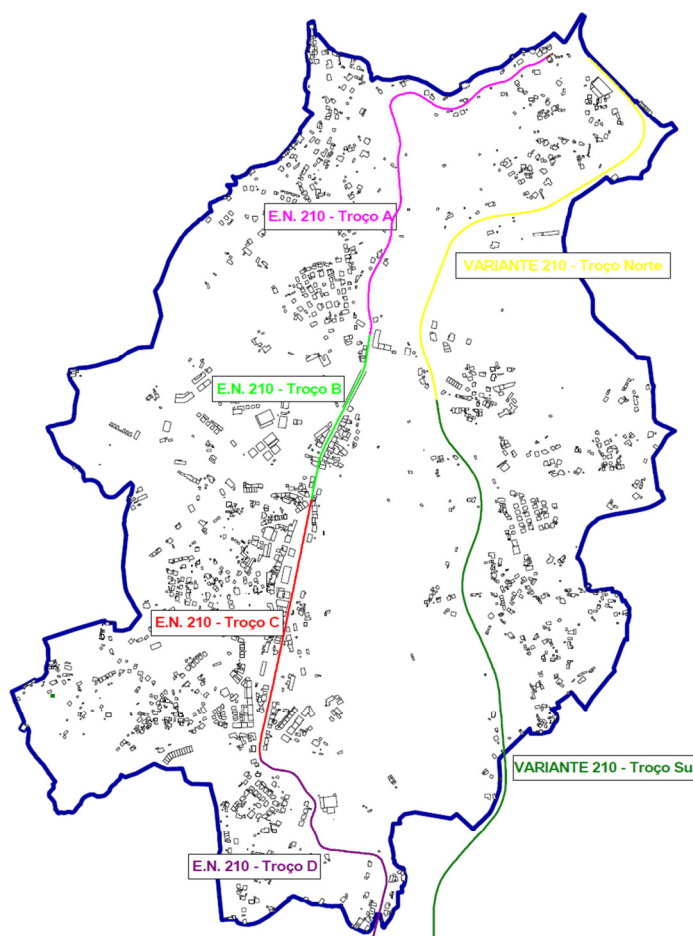 E.N. 210 - Troço A
VARIANTE 210 - Troço Norte
E.N. 210 - Troço B
E.N. 210 - Troço C
VARIANTE 210 - Troço Su
E.N. 210 - Troço D